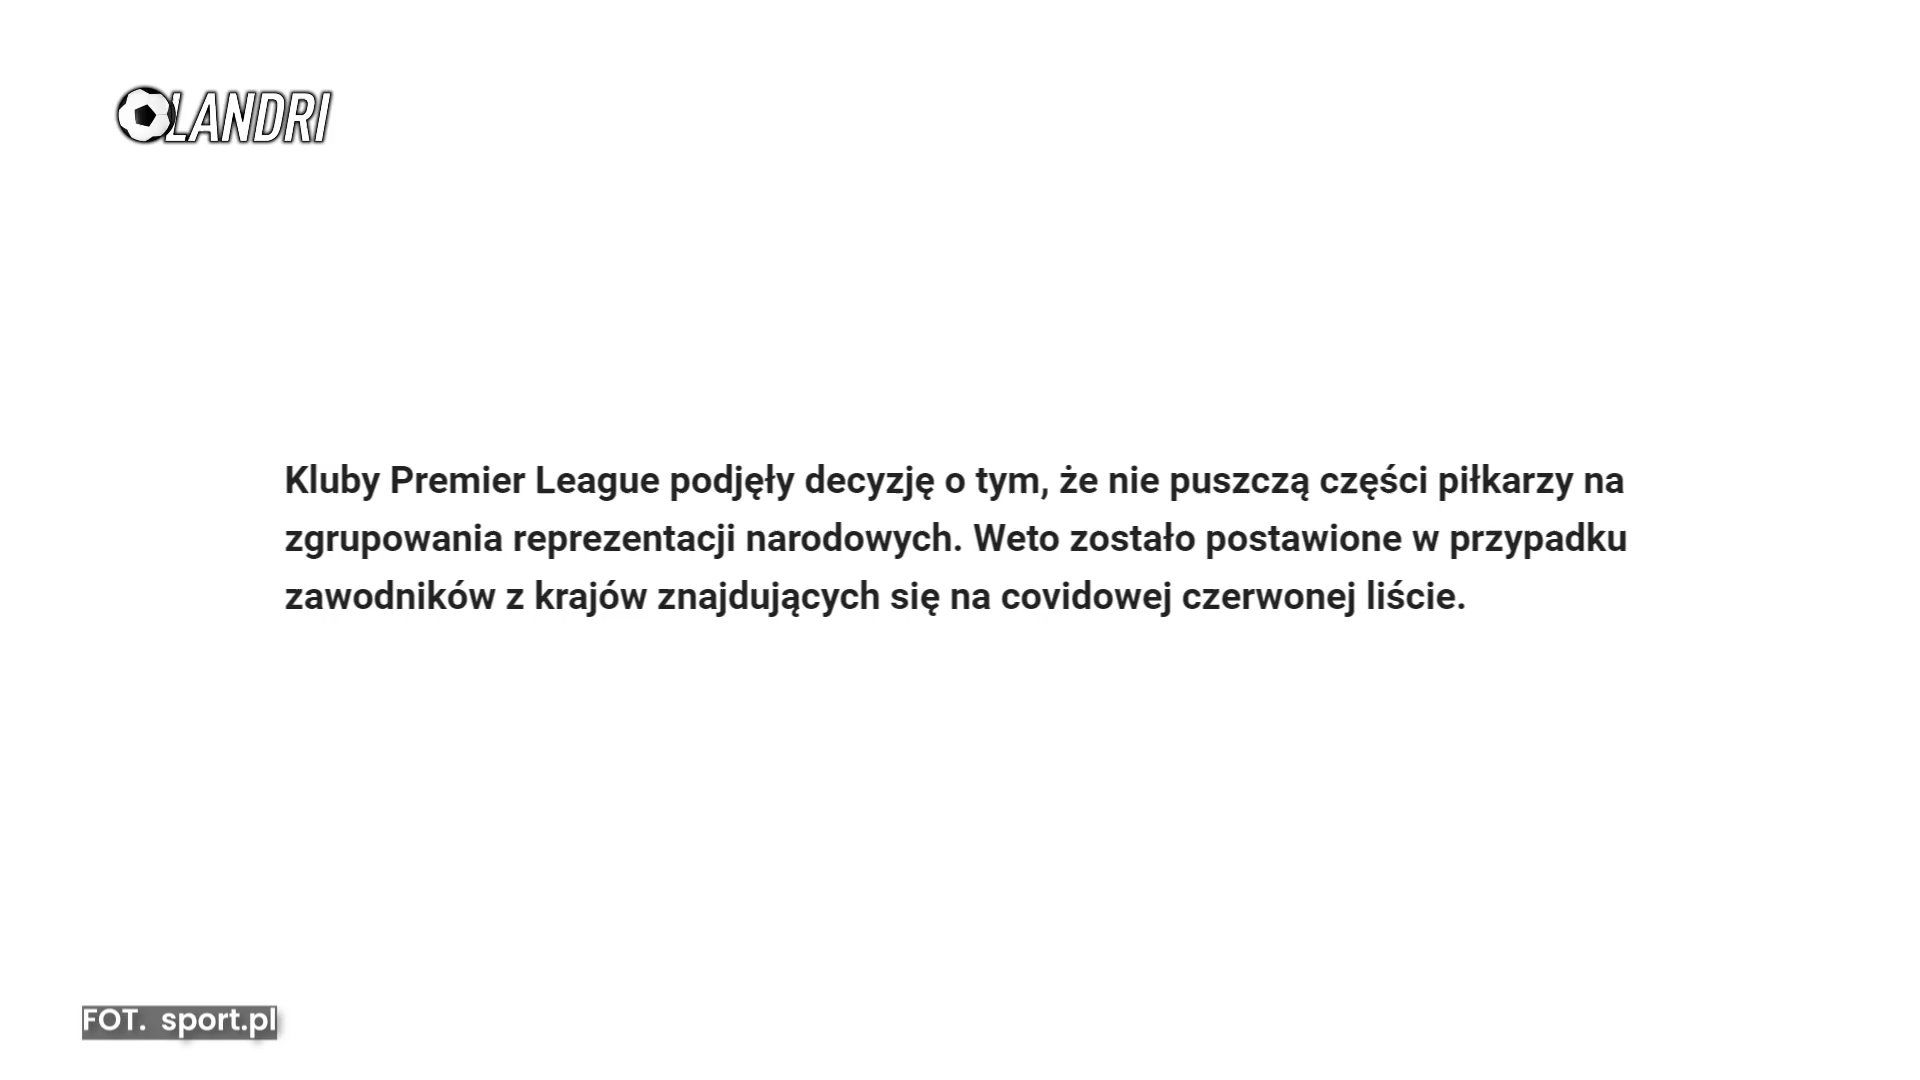 OLANDRI
Kluby Premier League podjęły decyzję o tym, że nie puszczą części piłkarzy na
zgrupowania reprezentacji narodowych. Weto zostało postawione w przypadku
zawodników z krajów znajdujących się na covidowej czerwonej liście.
FOT. sport.pl